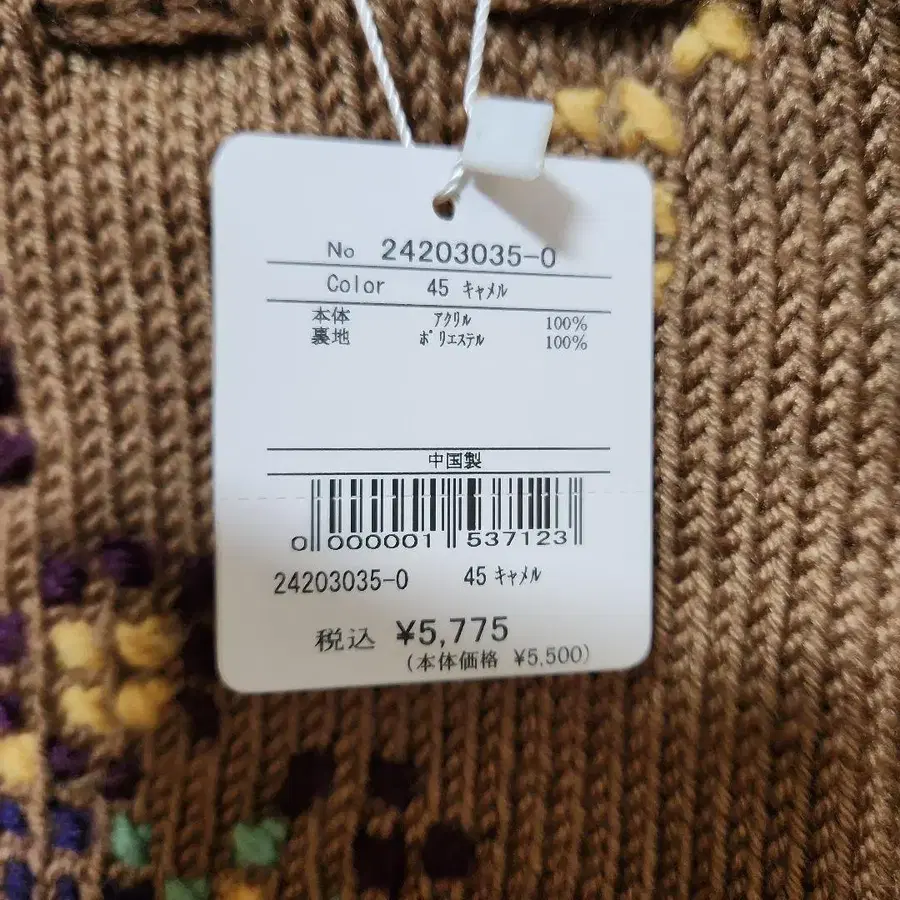 No 24203035-0
Color 45 ｷｬﾒﾙ
本体 ｱｸﾘﾙ 100%
裏地 ﾎﾟﾘｴｽﾃﾙ 100%
中国製
0 000001 537123
24203035-0 45 ｷｬﾒﾙ
税込 ¥5,775
(本体価格 ¥5,500)